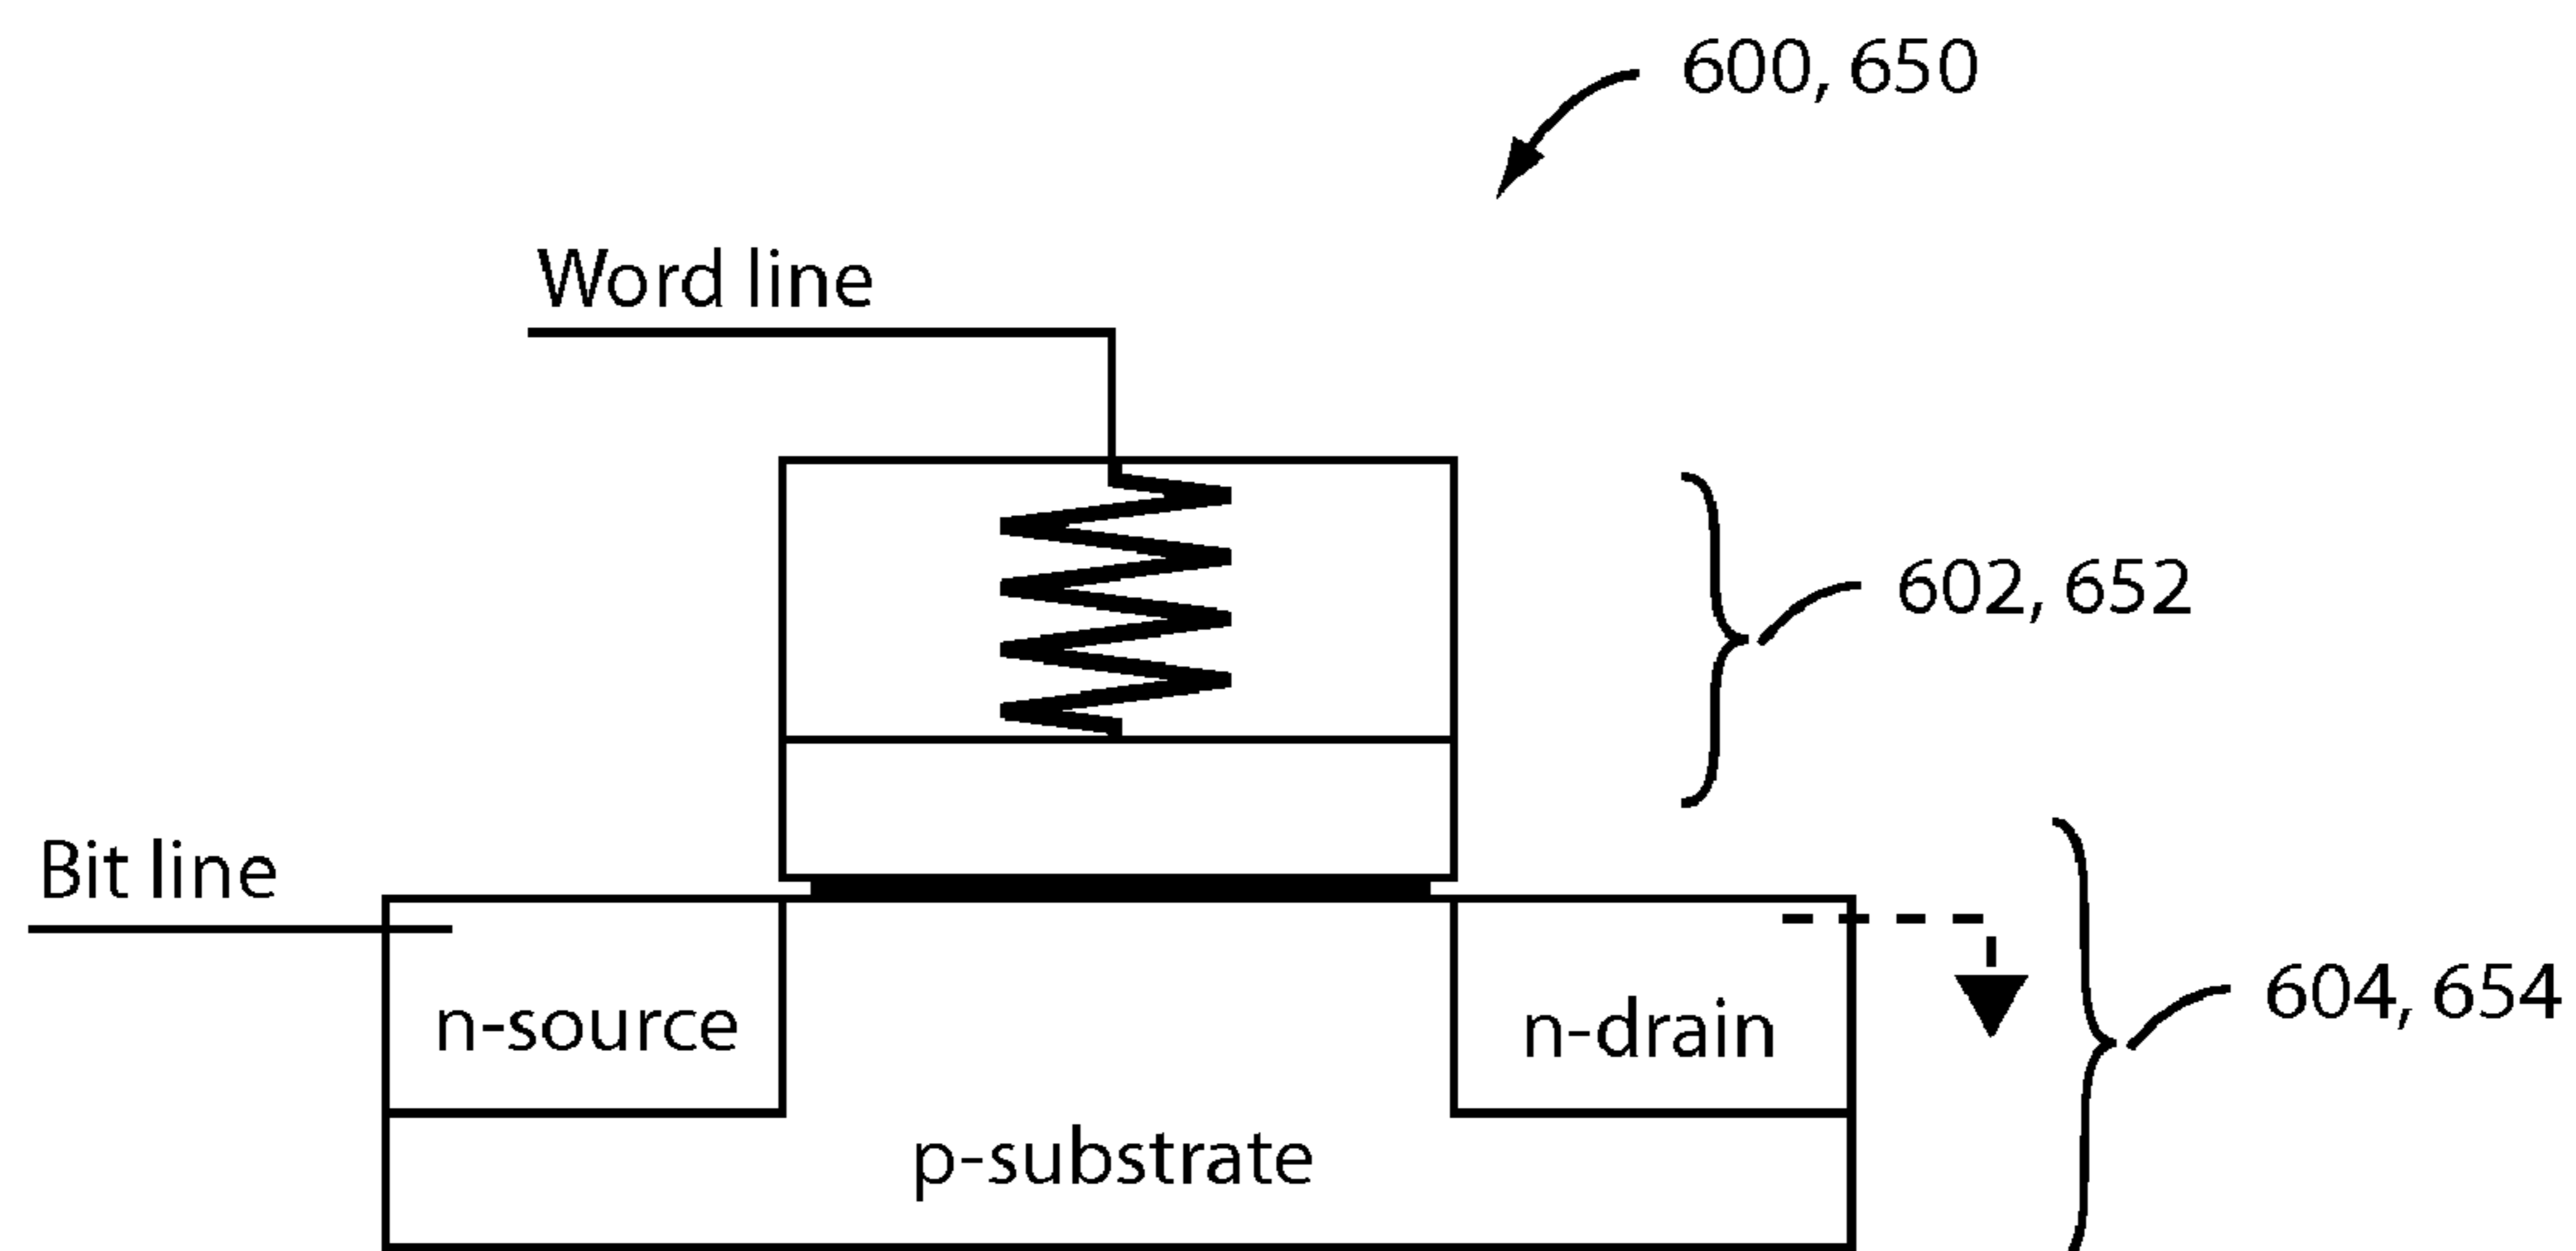 600, 650
Word line
602, 652
Bit line
604, 654
n-source
n-drain
p-substrate